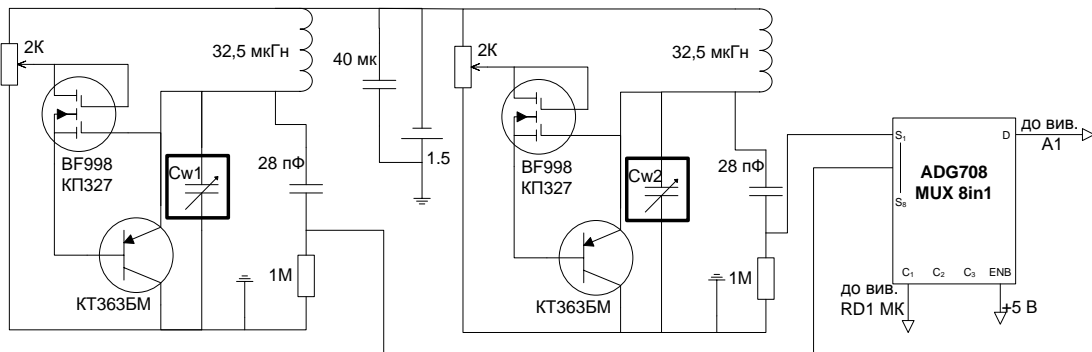 2К
32,5 мкГн
40 мк
1.5
BF998
КП327
Cw1
28 пФ
1М
КТ363БМ
2К
32,5 мкГн
BF998
КП327
Cw2
28 пФ
1М
КТ363БМ
S1
S8
D
ADG708
MUX 8in1
C1 C2 C3 ENB
до вив.
A1
до вив.
RD1 МК
+5 В